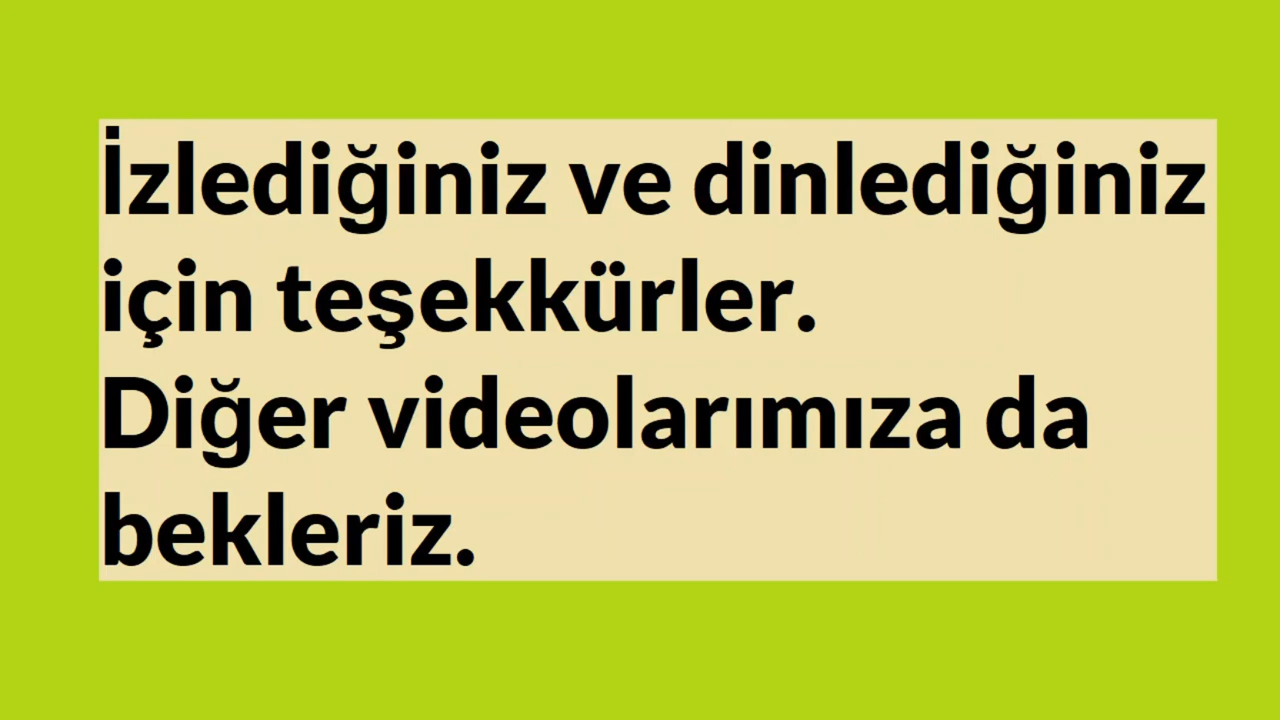 İzlediğiniz ve dinlediğiniz
için teşekkürler.
Diğer videolarımıza da
bekleriz.